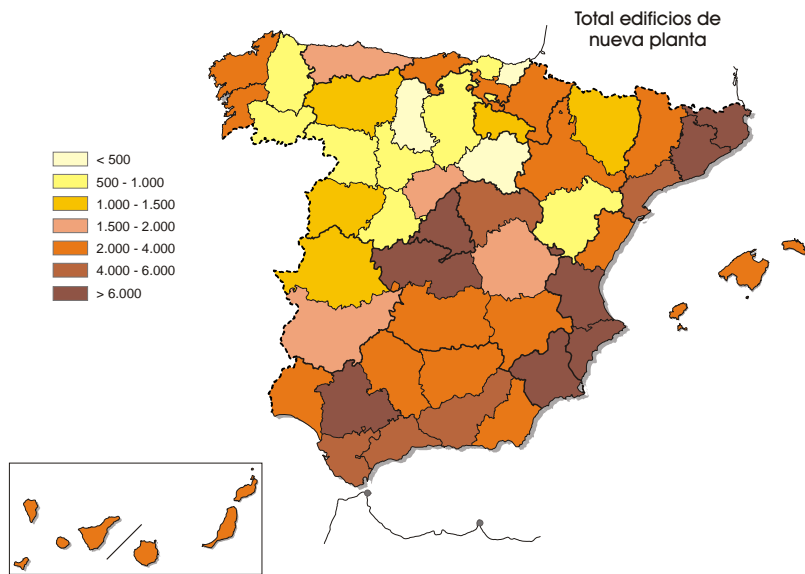 Total edificios de
nueva planta
< 500
500 - 1.000
1.000 - 1.500
1.500 - 2.000
2.000 - 4.000
4.000 - 6.000
> 6.000